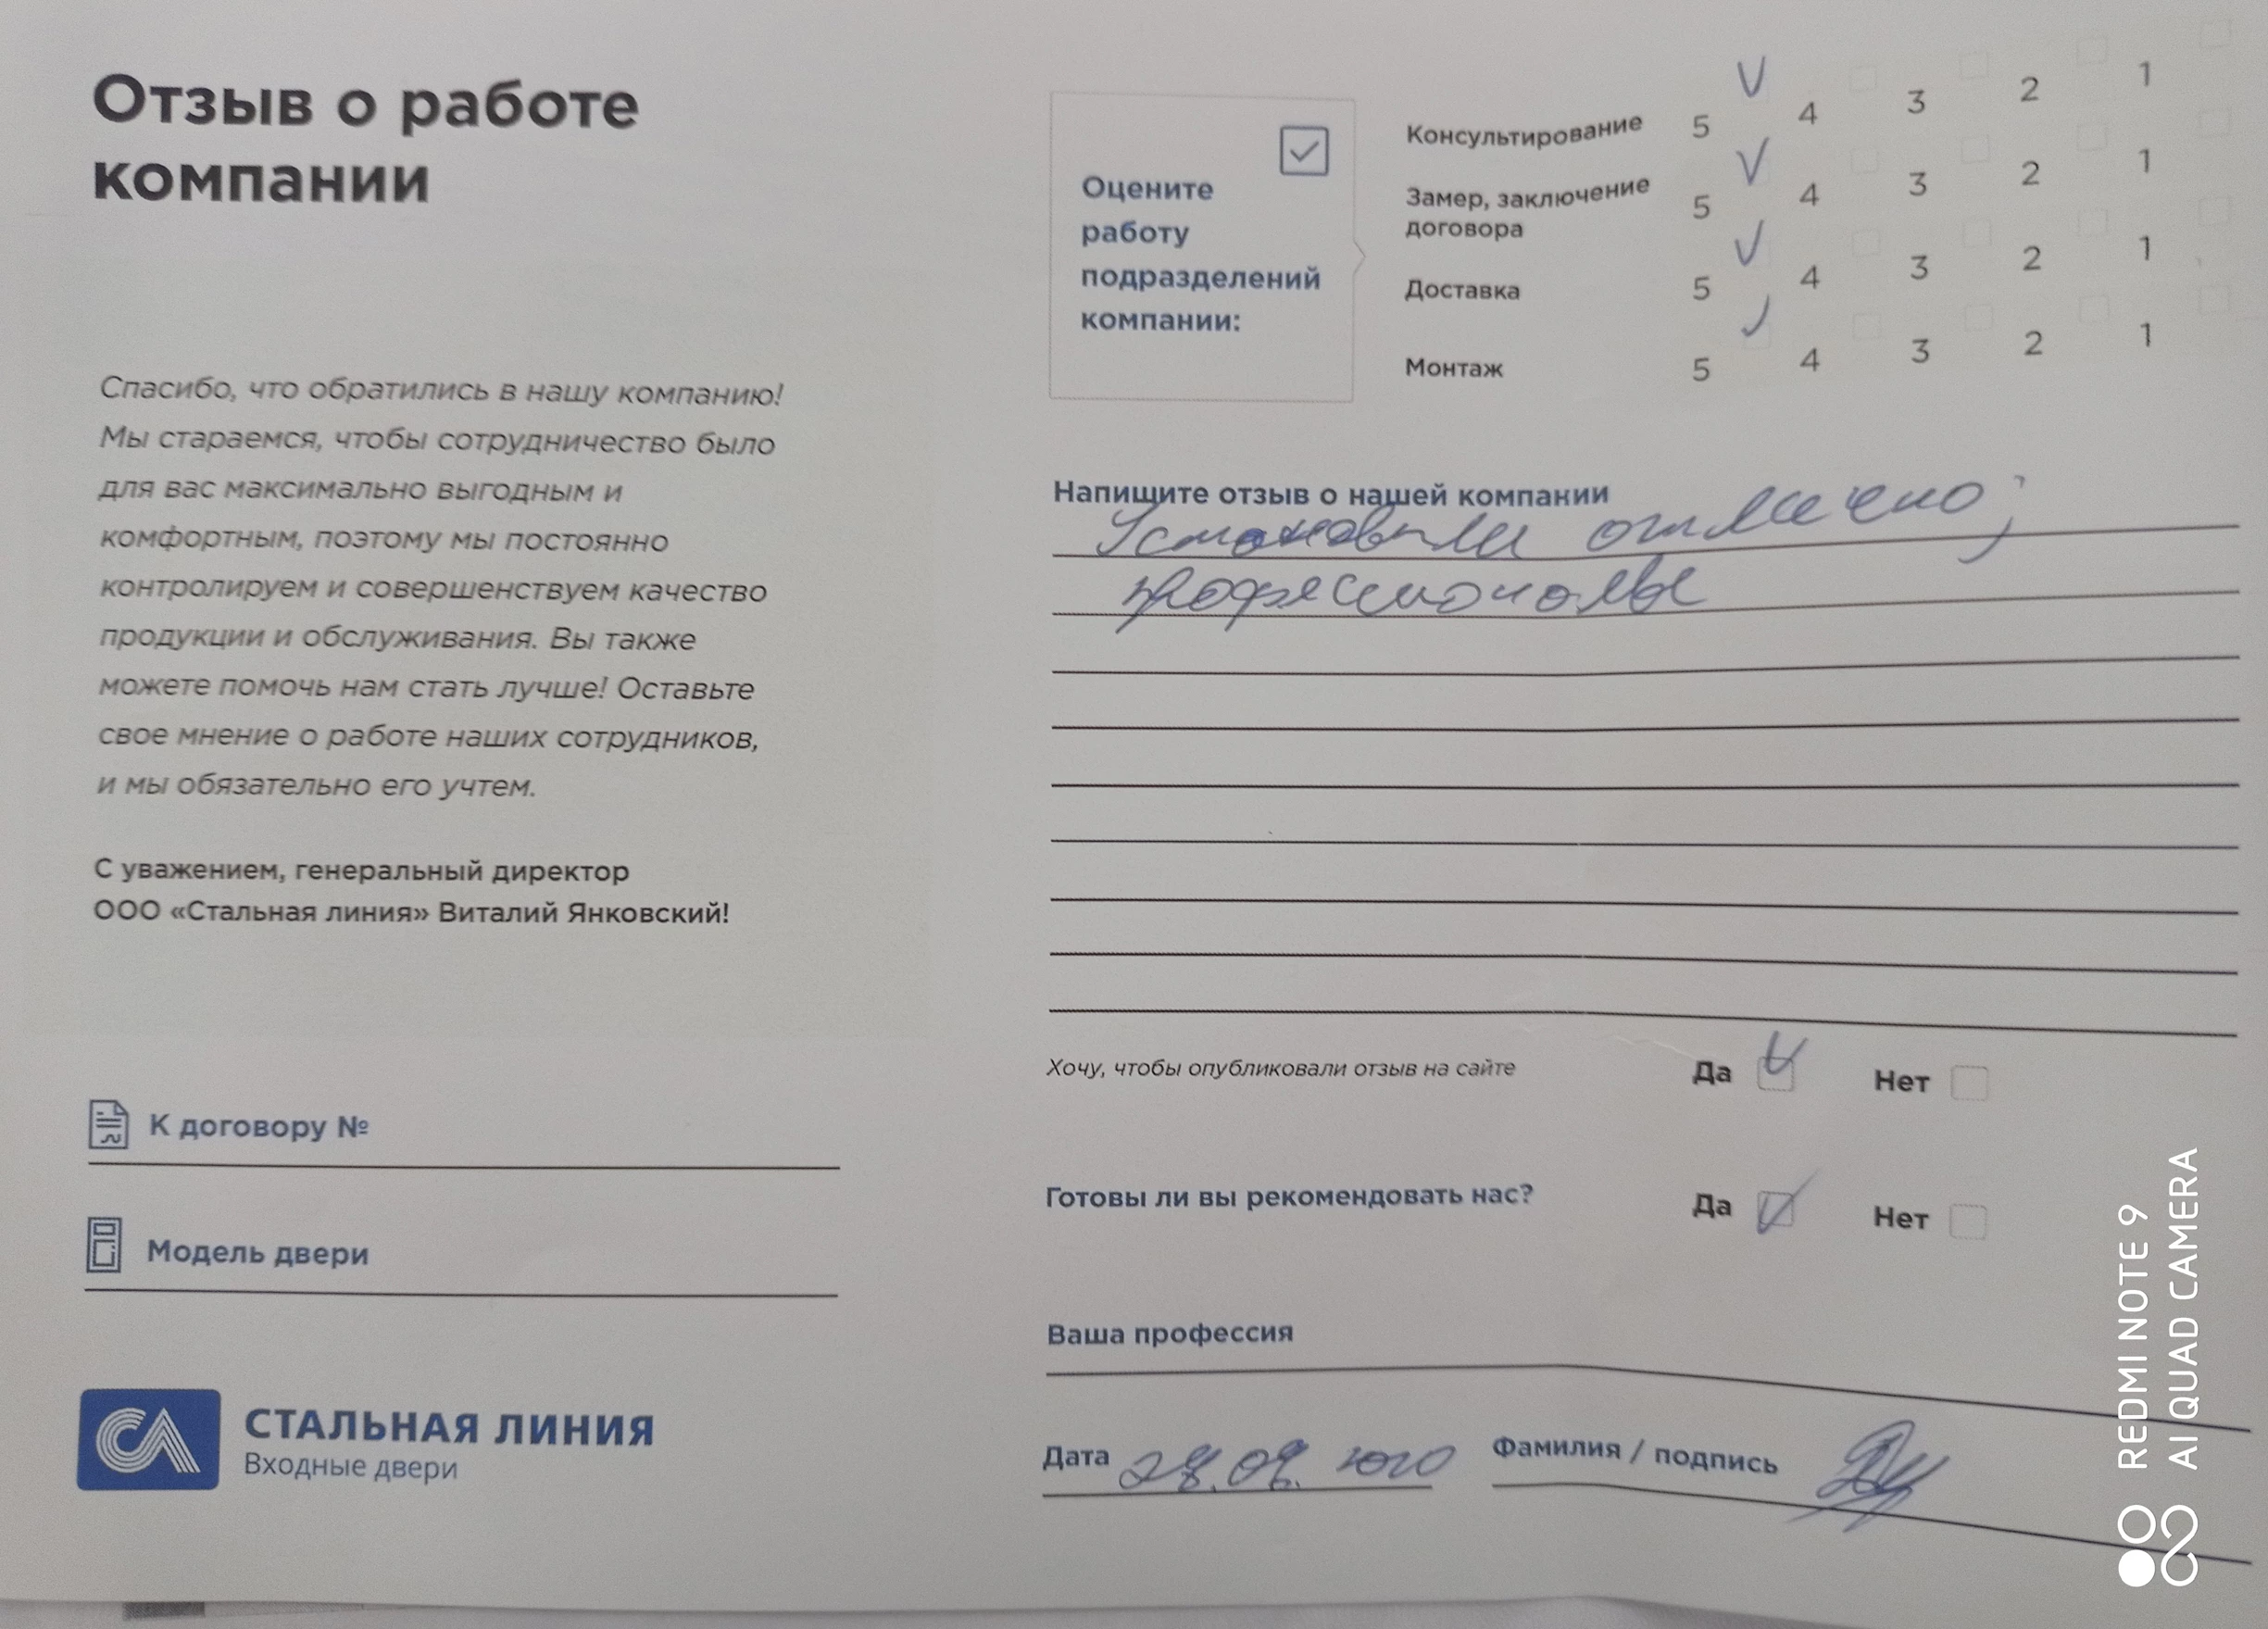 Отзыв о работе
компании
Спасибо, что обратились в нашу компанию!
Мы стараемся, чтобы сотрудничество было
для вас максимально выгодным и
комфортным, поэтому мы постоянно
контролируем и совершенствуем качество
продукции и обслуживания. Вы также
можете помочь нам стать лучше! Оставьте
свое мнение о работе наших сотрудников,
и мы обязательно его учтем.
С уважением, генеральный директор
ООО «Стальная линия» Виталий Янковский!
К договору №
Модель двери
СТАЛЬНАЯ ЛИНИЯ
Входные двери
Оцените
работу
подразделений
компании:
Консультирование 5 4 3 2 1
Замер, заключение
договора 5 4 3 2 1
Доставка 5 4 3 2 1
Монтаж 5 4 3 2 1
Напишите отзыв о нашей компании
Установили отлично,
профессионалы
Хочу, чтобы опубликовали отзыв на сайте Да Нет
Готовы ли вы рекомендовать нас? Да Нет
Ваша профессия
Дата
Фамилия / подпись
REDMI NOTE 9
AI QUAD CAMERA